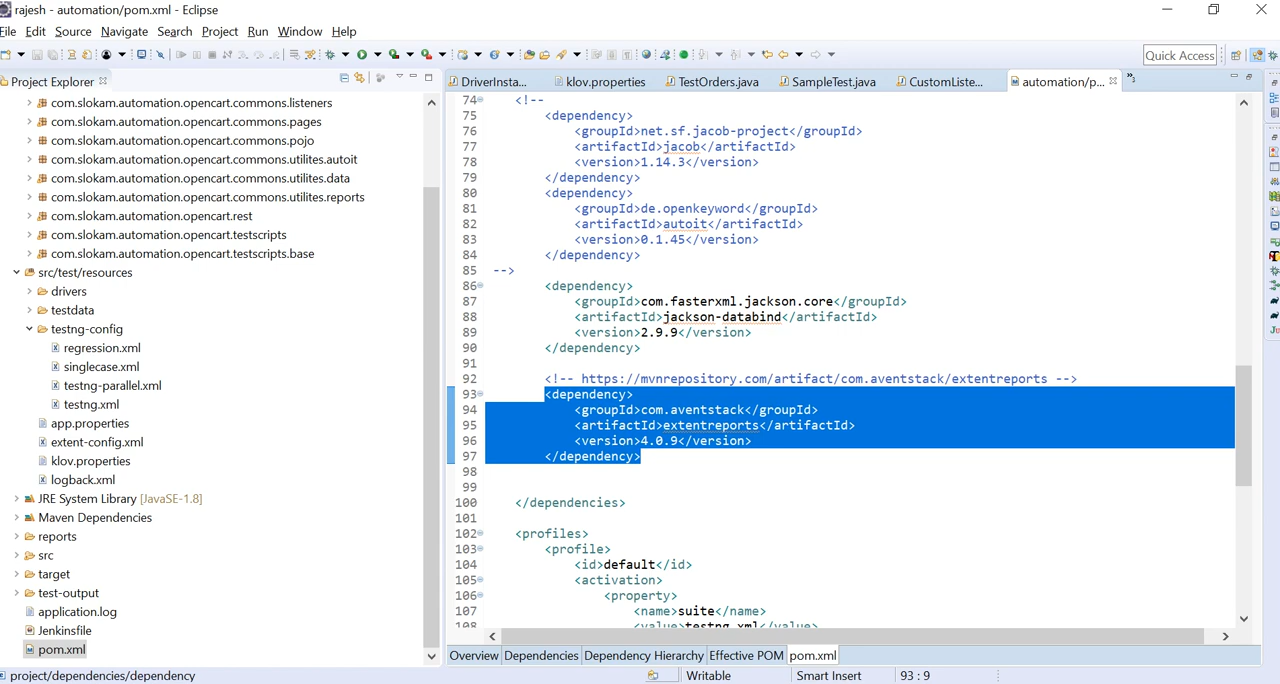 rajesh - automation/pom.xml - Eclipse
File Edit Source Navigate Search Project Run Window Help
Quick Access
Project Explorer
DriverInsta...
klov.properties
TestOrders.java
SampleTest.java
CustomListe...
automation/p...
»3
com.slokam.automation.opencart.commons.listeners
com.slokam.automation.opencart.commons.pages
com.slokam.automation.opencart.commons.pojo
com.slokam.automation.opencart.commons.utilites.autoit
com.slokam.automation.opencart.commons.utilites.data
com.slokam.automation.opencart.commons.utilites.reports
com.slokam.automation.opencart.rest
com.slokam.automation.opencart.testscripts
com.slokam.automation.opencart.testscripts.base
src/test/resources
drivers
testdata
testng-config
regression.xml
singlecase.xml
testng-parallel.xml
testng.xml
app.properties
extent-config.xml
klov.properties
logback.xml
JRE System Library [JavaSE-1.8]
Maven Dependencies
reports
src
target
test-output
application.log
Jenkinsfile
pom.xml
74 <!--
75 <dependency>
76 <groupId>net.sf.jacob-project</groupId>
77 <artifactId>jacob</artifactId>
78 <version>1.14.3</version>
79 </dependency>
80 <dependency>
81 <groupId>de.openkeyword</groupId>
82 <artifactId>autoit</artifactId>
83 <version>0.1.45</version>
84 </dependency>
85 -->
86 <dependency>
87 <groupId>com.fasterxml.jackson.core</groupId>
88 <artifactId>jackson-databind</artifactId>
89 <version>2.9.9</version>
90 </dependency>
91
92 <!-- https://mvnrepository.com/artifact/com.aventstack/extentreports -->
93 <dependency>
94 <groupId>com.aventstack</groupId>
95 <artifactId>extentreports</artifactId>
96 <version>4.0.9</version>
97 </dependency>
98
99
100 </dependencies>
101
102 <profiles>
103 <profile>
104 <id>default</id>
105 <activation>
106 <property>
107 <name>suite</name>
108 <value>testng.xml</value>
Overview Dependencies Dependency Hierarchy Effective POM pom.xml
project/dependencies/dependency
Writable
Smart Insert
93 : 9